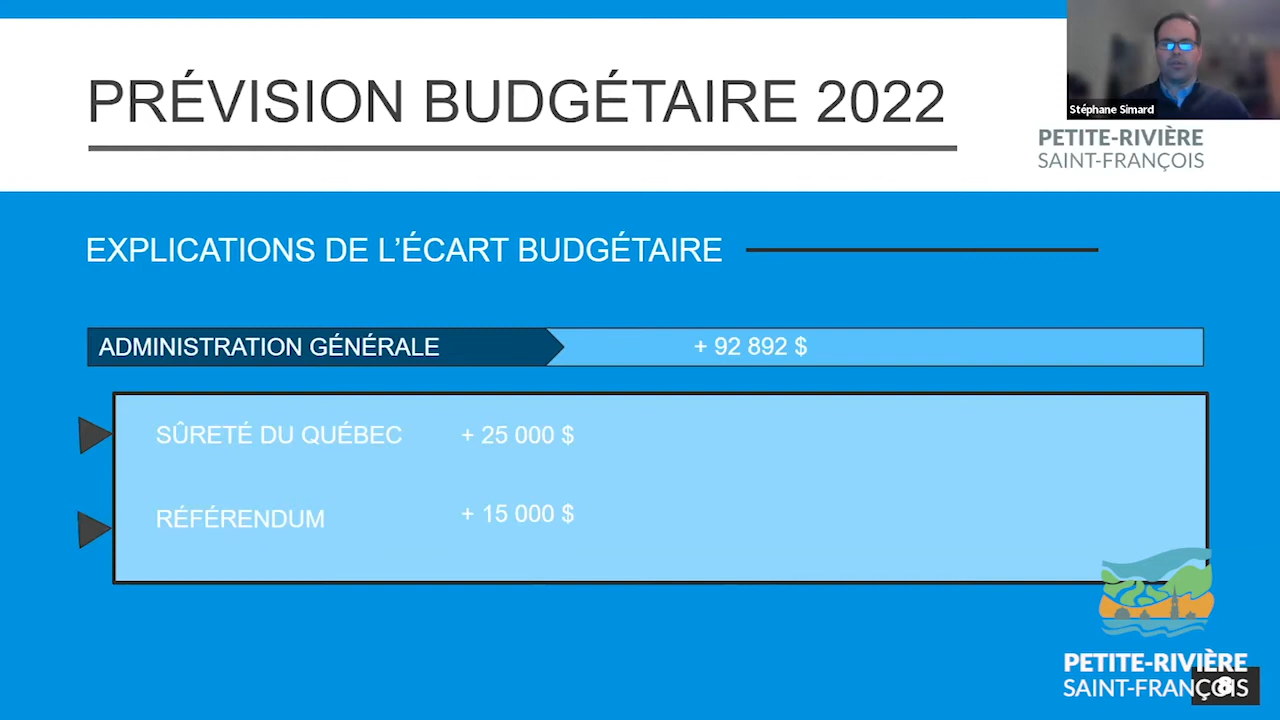 PRÉVISION BUDGÉTAIRE 2022
Stéphane Simard
PETITE-RIVIÈRE
SAINT-FRANÇOIS
EXPLICATIONS DE L’ÉCART BUDGÉTAIRE
ADMINISTRATION GÉNÉRALE + 92 892 $
SÛRETÉ DU QUÉBEC + 25 000 $
RÉFÉRENDUM + 15 000 $
PETITE-RIVIÈRE
SAINT-FRANÇOIS
8